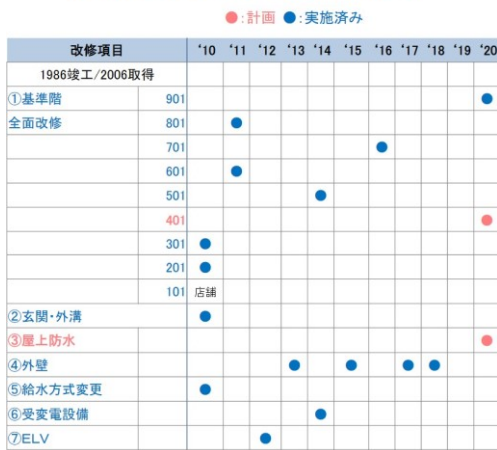 ●:計画 ●:実施済み
改修項目 ‘10 ‘11 ‘12 ‘13 ‘14 ‘15 ‘16 ‘17 ‘18 ‘19 ‘20
1986竣工/2006取得
①基準階 901
全面改修 801
701
601
501
401
301
201
101 店舗
②玄関・外溝
③屋上防水
④外壁
⑤給水方式変更
⑥受変電設備
⑦ELV